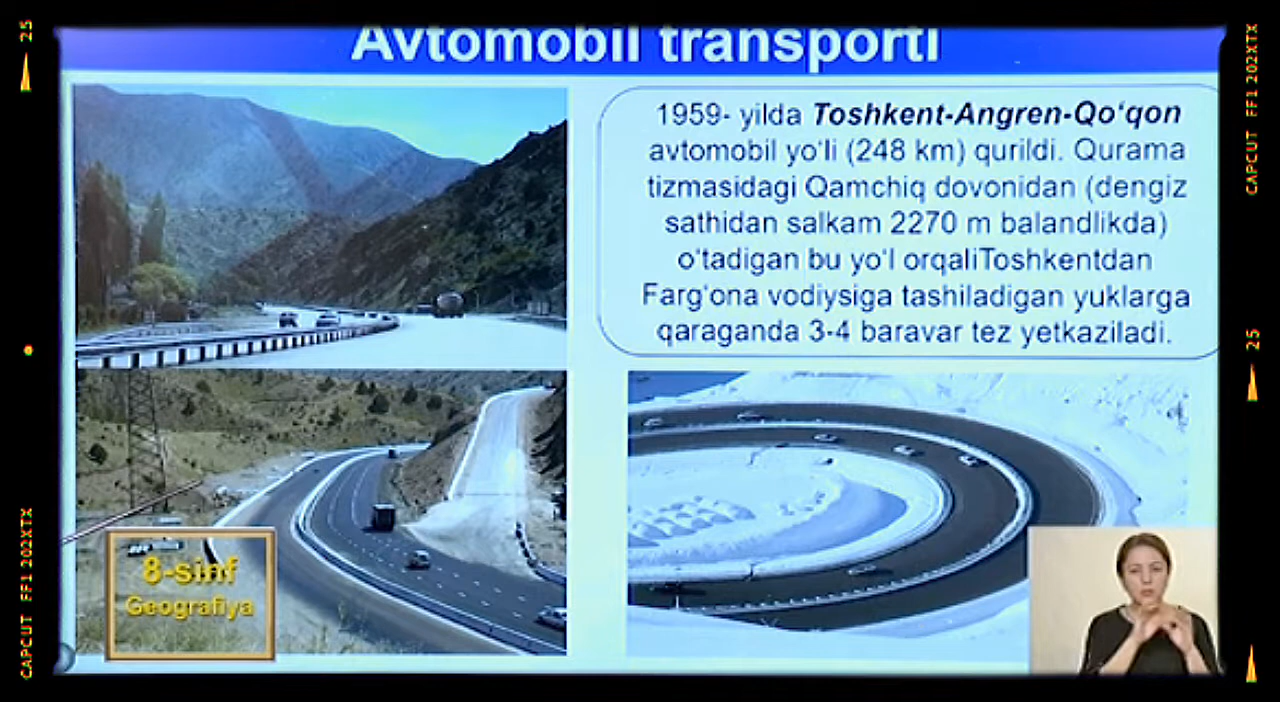 Avtomobil transporti
1959- yilda Toshkent-Angren-Qo‘qon
avtomobil yo‘li (248 km) qurildi. Qurama
tizmasidagi Qamchiq dovonidan (dengiz
sathidan salkam 2270 m balandlikda)
o‘tadigan bu yo‘l orqaliToshkentdan
Farg‘ona vodiysiga tashiladigan yuklarga
qaraganda 3-4 baravar tez yetkaziladi.
8-sinf
Geografiya
25
CAPCUT FF1 202XTX
CAPCUT FF1 202XTX
25